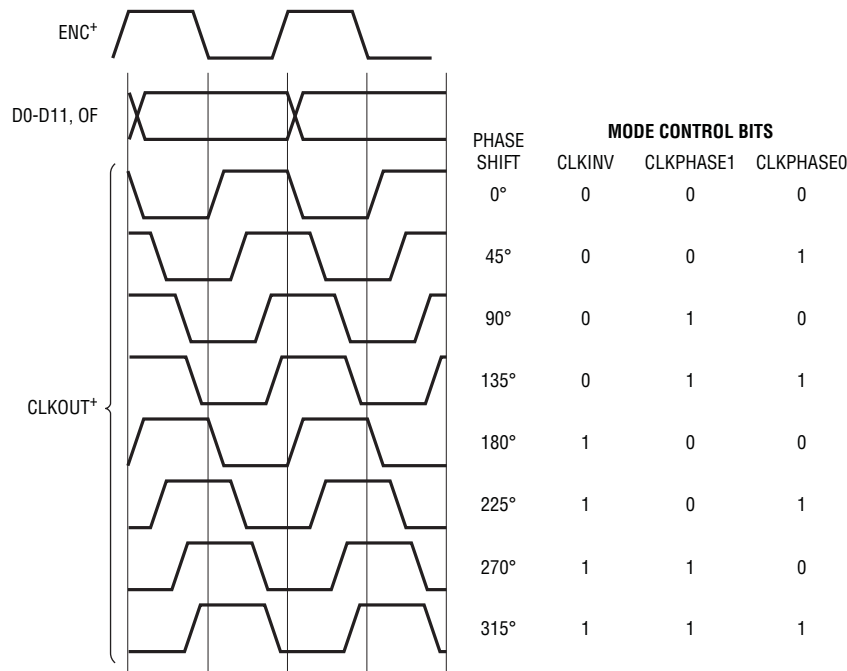 ENC+
D0-D11, OF
CLKOUT+
PHASE SHIFT
MODE CONTROL BITS
CLKINV CLKPHASE1 CLKPHASE0
0° 0 0 0
45° 0 0 1
90° 0 1 0
135° 0 1 1
180° 1 0 0
225° 1 0 1
270° 1 1 0
315° 1 1 1